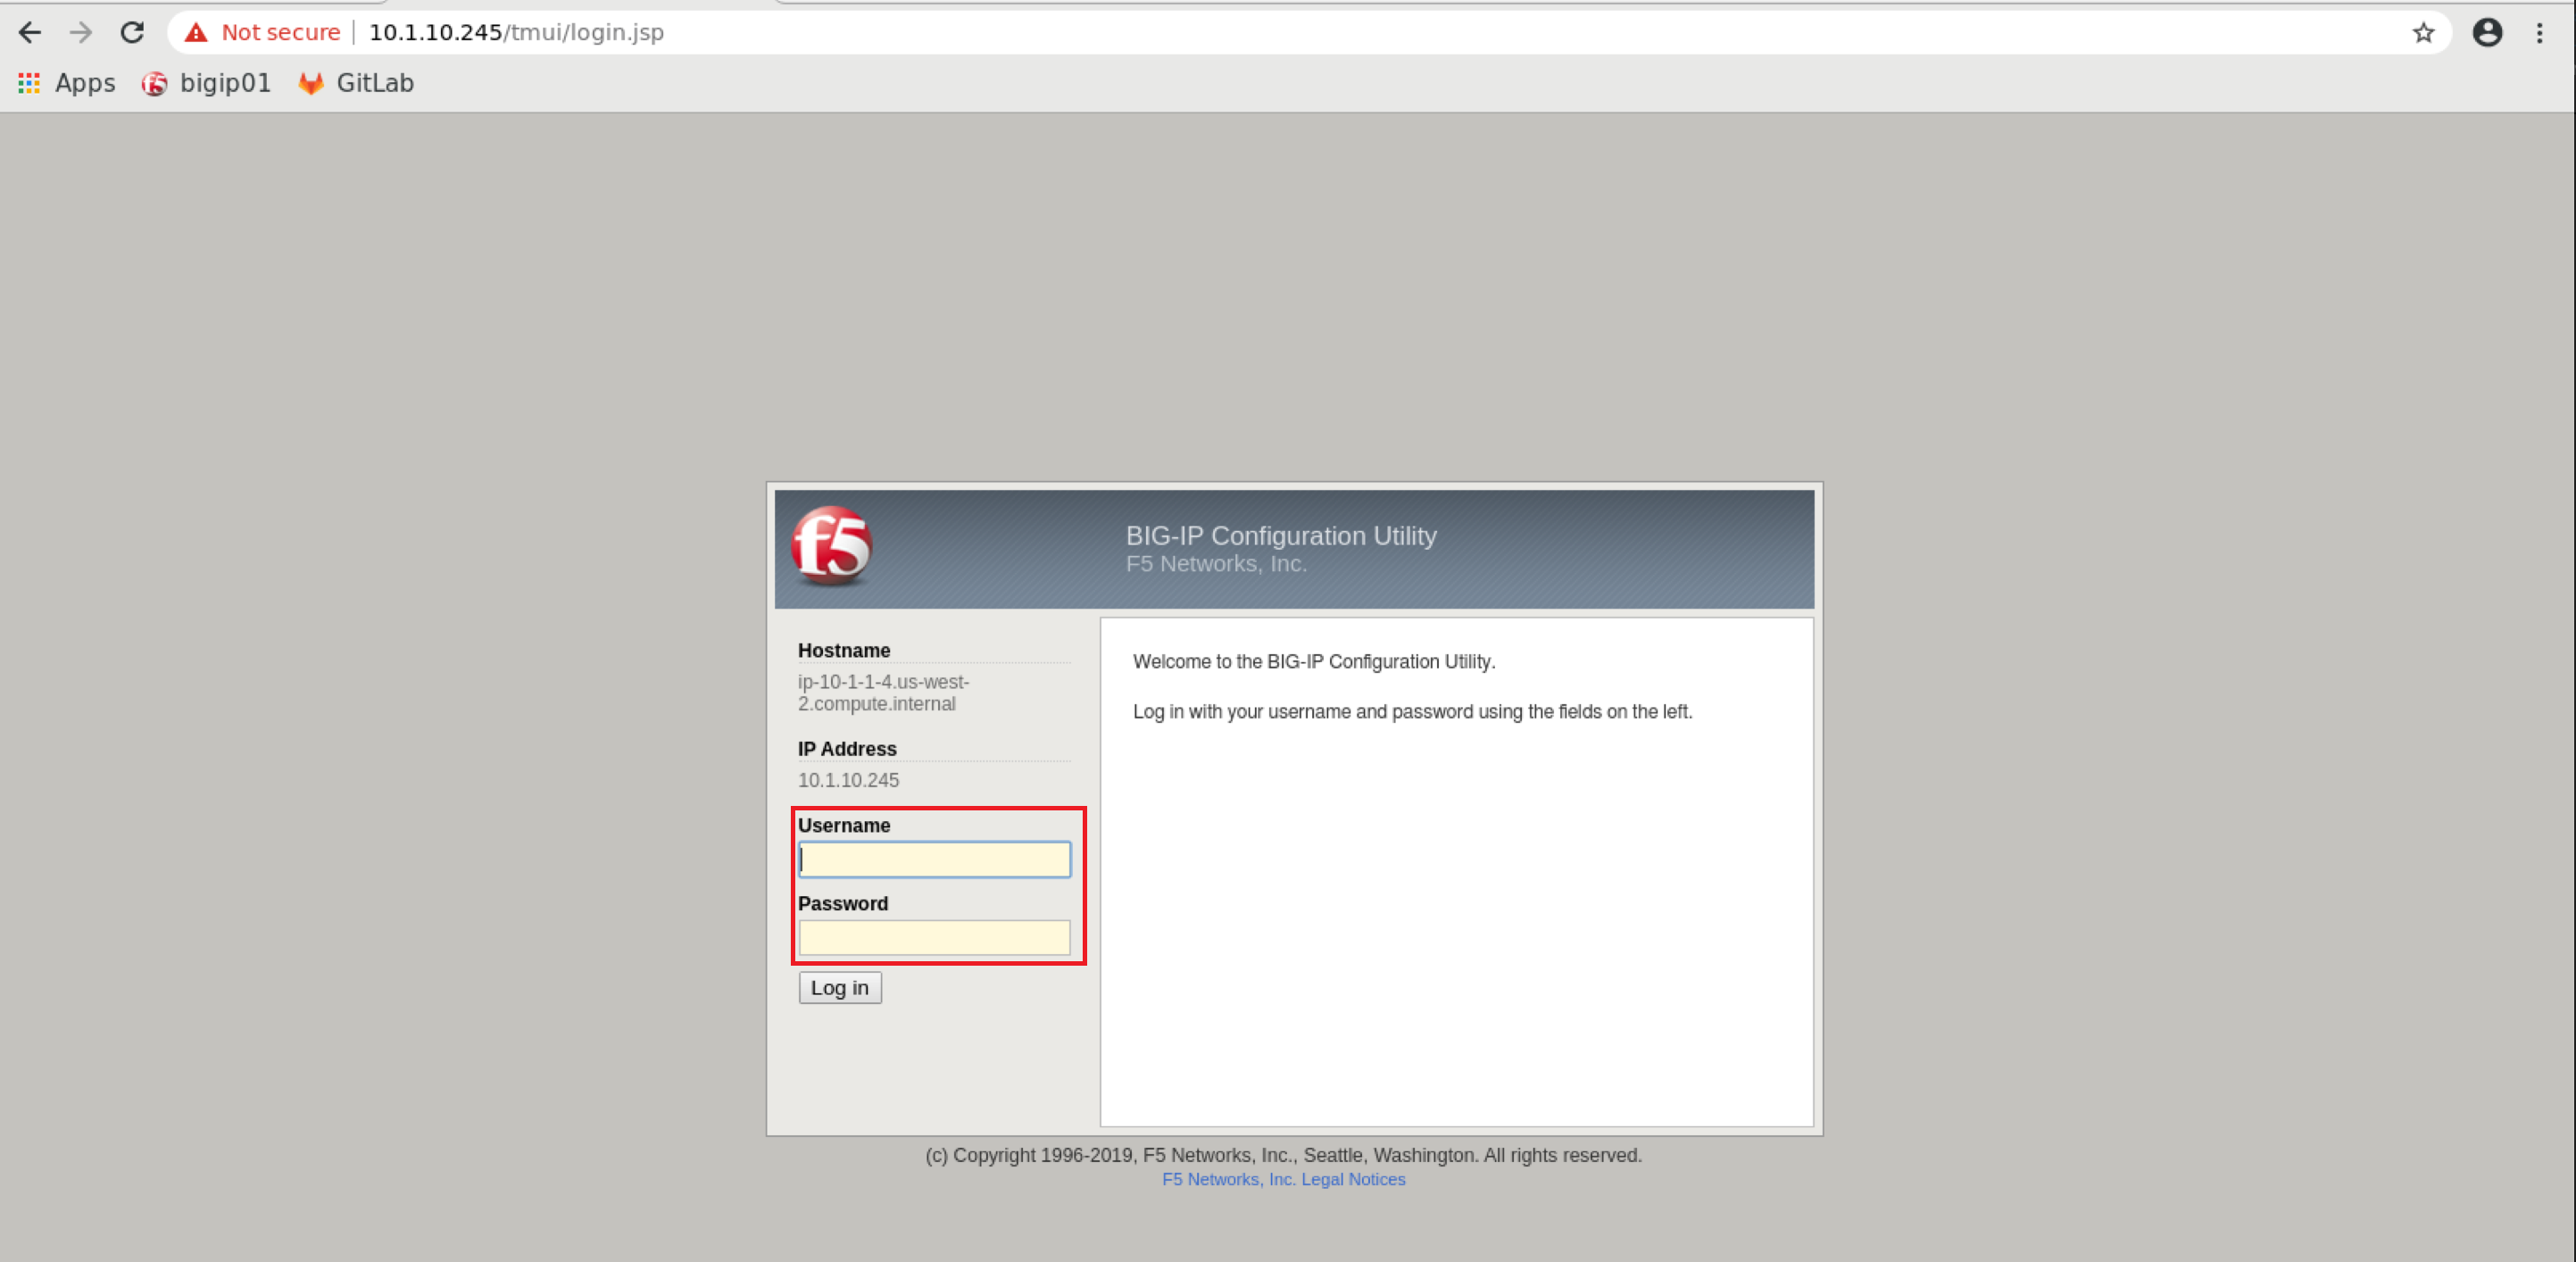 Not secure 10.1.10.245/tmui/login.jsp
Apps bigip01 GitLab
f5
BIG-IP Configuration Utility
F5 Networks, Inc.
Hostname
ip-10-1-1-4.us-west-
2.compute.internal
IP Address
10.1.10.245
Username
Password
Log in
Welcome to the BIG-IP Configuration Utility.
Log in with your username and password using the fields on the left.
(c) Copyright 1996-2019, F5 Networks, Inc., Seattle, Washington. All rights reserved.
F5 Networks, Inc. Legal Notices